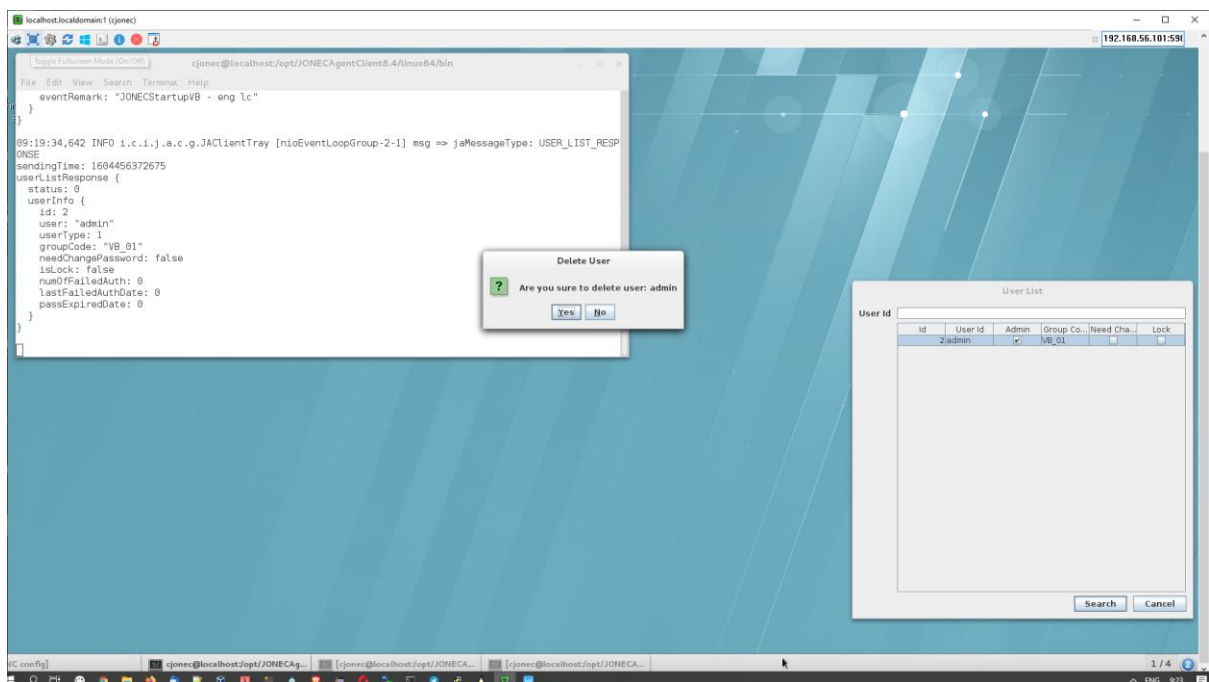 localhost.localdomain:1 (cjonec)
192.168.56.101:590
Toggle Fullscreen Mode (On/Off)
cjonec@localhost:/opt/JONECAgentClient8.4/linux64/bin
File Edit View Search Terminal Help
eventRemark: "JONECStartupVB - eng lc"
}
}
09:19:34,642 INFO i.c.i.j.a.c.g.JAClientTray [nioEventLoopGroup-2-1] msg => jaMessageType: USER_LIST_RESP
ONSE
sendingTime: 1604456372675
userListResponse {
status: 0
userInfo {
id: 2
user: "admin"
userType: 1
groupCode: "VB_01"
needChangePassword: false
isLock: false
numOfFailedAuth: 0
lastFailedAuthDate: 0
passExpiredDate: 0
}
}
Delete User
? Are you sure to delete user: admin
Yes No
User List
User Id
Id User Id Admin Group Co... Need Cha... Lock
2 admin VB_01
Search Cancel
NC config]
cjonec@localhost:/opt/JONECAg...
[cjonec@localhost:/opt/JONECA...
[cjonec@localhost:/opt/JONECA...
1 / 4
ENG 9:23